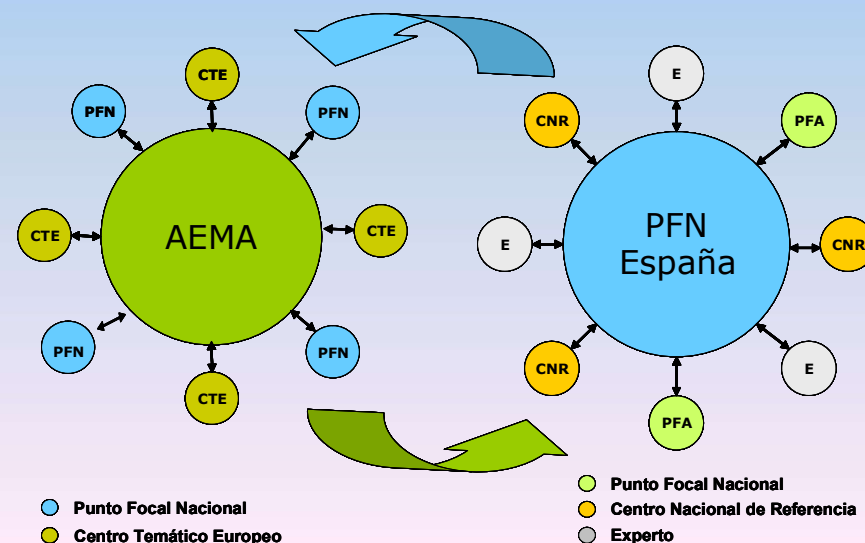 CTE
PFN
PFN
CTE
AEMA
CTE
PFN
PFN
CTE
E
CNR
PFA
E
PFN
España
CNR
CNR
E
PFA
Punto Focal Nacional
Centro Temático Europeo
Punto Focal Nacional
Centro Nacional de Referencia
Experto